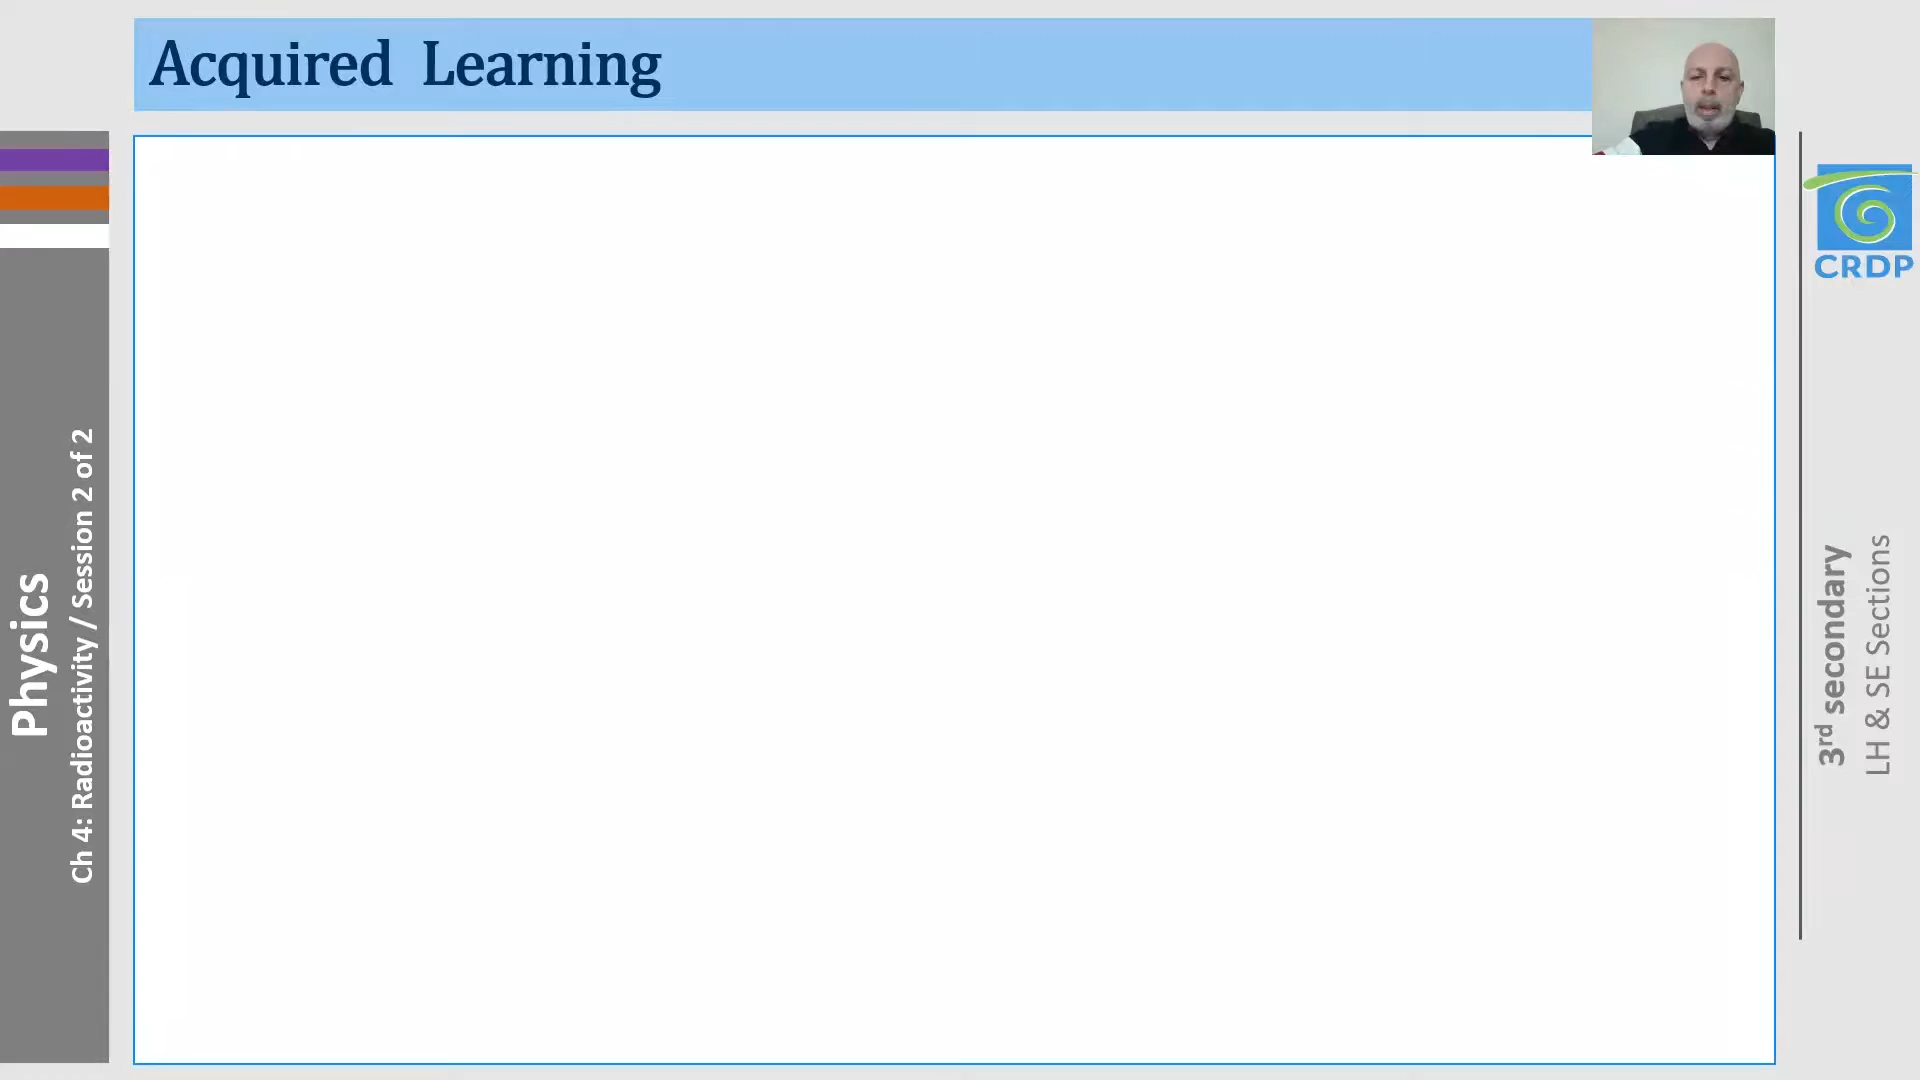 Acquired Learning
Physics
Ch 4: Radioactivity / Session 2 of 2
CRDP
3rd secondary
LH & SE Sections